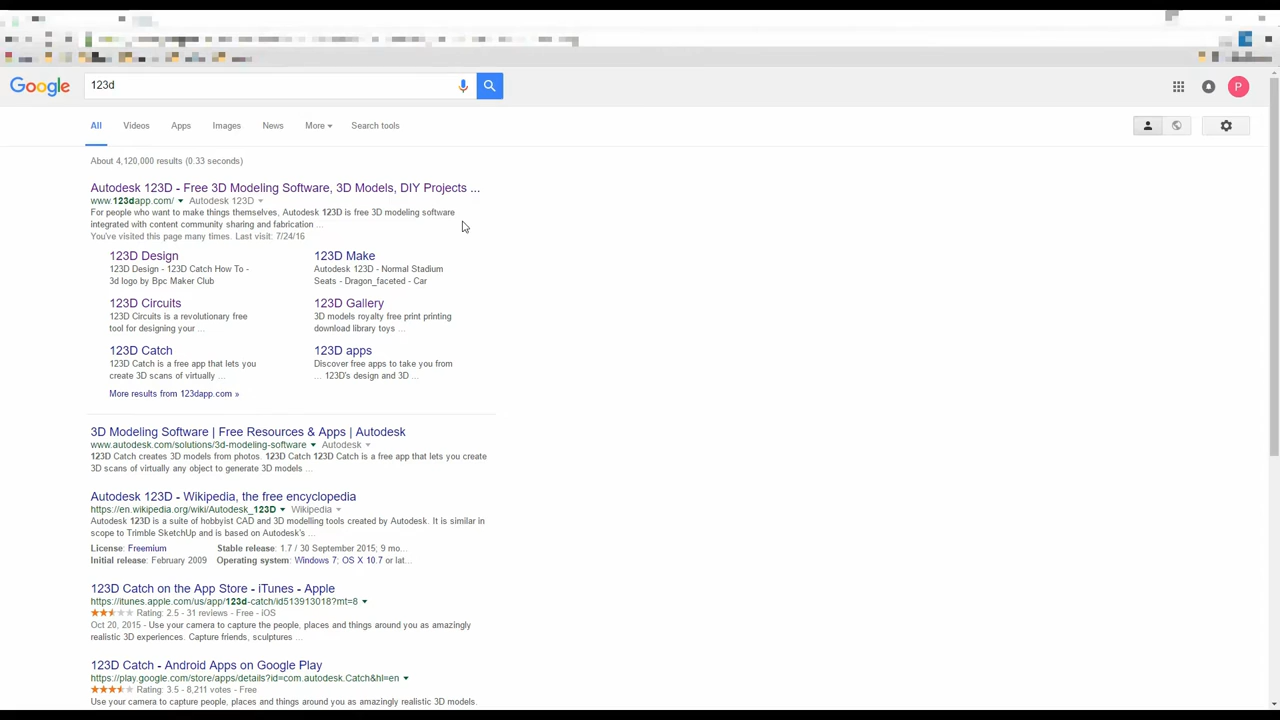 Google 123d
P
All Videos Apps Images News More Search tools
About 4,120,000 results (0.33 seconds)
Autodesk 123D - Free 3D Modeling Software, 3D Models, DIY Projects ...
www.123dapp.com/ Autodesk 123D
For people who want to make things themselves, Autodesk 123D is free 3D modeling software
integrated with content community sharing and fabrication ...
You've visited this page many times. Last visit: 7/24/16
123D Design
123D Design - 123D Catch How To -
3d logo by Bpc Maker Club
123D Make
Autodesk 123D - Normal Stadium
Seats - Dragon_faceted - Car
123D Circuits
123D Circuits is a revolutionary free
tool for designing your ...
123D Gallery
3D models royalty free print printing
download library toys ...
123D Catch
123D Catch is a free app that lets you
create 3D scans of virtually ...
123D apps
Discover free apps to take you from
... 123D's design and 3D ...
More results from 123dapp.com »
3D Modeling Software | Free Resources & Apps | Autodesk
www.autodesk.com/solutions/3d-modeling-software Autodesk
123D Catch creates 3D models from photos. 123D Catch 123D Catch is a free app that lets you create
3D scans of virtually any object to generate 3D models ...
Autodesk 123D - Wikipedia, the free encyclopedia
https://en.wikipedia.org/wiki/Autodesk_123D Wikipedia
Autodesk 123D is a suite of hobbyist CAD and 3D modelling tools created by Autodesk. It is similar in
scope to Trimble SketchUp and is based on Autodesk's ...
License: Freemium Stable release: 1.7 / 30 September 2015; 9 mo...
Initial release: February 2009 Operating system: Windows 7; OS X 10.7 or lat...
123D Catch on the App Store - iTunes - Apple
https://itunes.apple.com/us/app/123d-catch/id513913018?mt=8
Rating: 2.5 - 31 reviews - Free - iOS
Oct 20, 2015 - Use your camera to capture the people, places and things around you as amazingly
realistic 3D experiences. Capture friends, sculptures ...
123D Catch - Android Apps on Google Play
https://play.google.com/store/apps/details?id=com.autodesk.Catch&hl=en
Rating: 3.5 - 8,211 votes - Free
Use your camera to capture people, places and things around you as amazingly realistic 3D models.